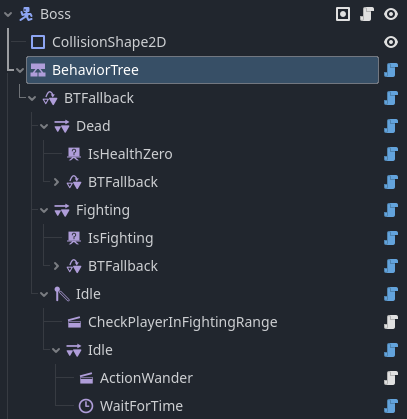 Boss
CollisionShape2D
BehaviorTree
BTFallback
Dead
IsHealthZero
BTFallback
Fighting
IsFighting
BTFallback
Idle
CheckPlayerInFightingRange
Idle
ActionWander
WaitForTime